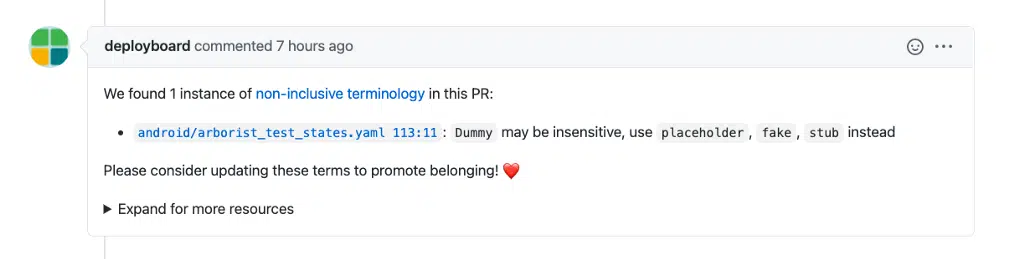 deployboard commented 7 hours ago
We found 1 instance of non-inclusive terminology in this PR:
• android/arborist_test_states.yaml 113:11 : Dummy may be insensitive, use placeholder, fake, stub instead
Please consider updating these terms to promote belonging! ❤️
▶ Expand for more resources